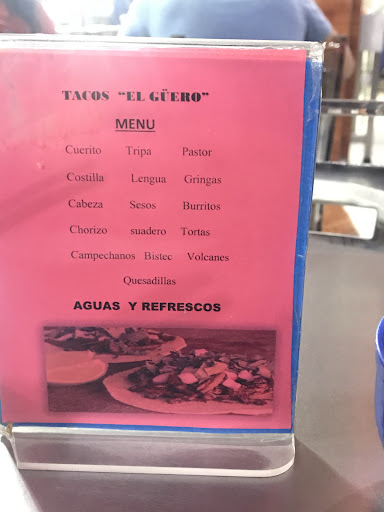 TACOS "EL GÜERO"
MENU
Cuerito Tripa Pastor
Costilla Lengua Gringas
Cabeza Sesos Burritos
Chorizo suadero Tortas
Campechanos Bistec Volcanes
Quesadillas
AGUAS Y REFRESCOS